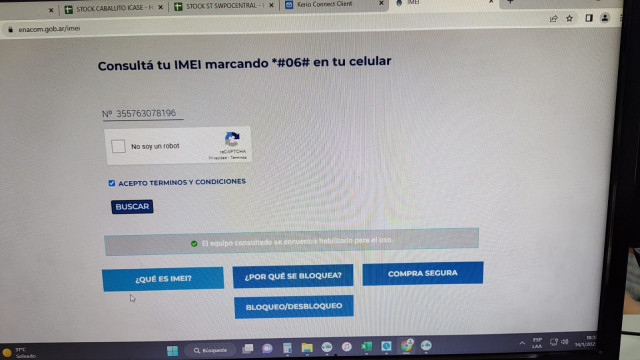 STOCK CABALLITO ICASE - I
STOCK ST SWPOCENTRAL -
Kerio Connect Client
IMEI
enacom.gob.ar/imei
Consultá tu IMEI marcando *#06# en tu celular
Nº 355763078196
No soy un robot
reCAPTCHA
Privacidad - Términos
ACEPTO TERMINOS Y CONDICIONES
BUSCAR
El equipo consultado se encuentra habilitado para el uso.
¿QUÉ ES IMEI?
¿POR QUÉ SE BLOQUEA?
COMPRA SEGURA
BLOQUEO/DESBLOQUEO
31°C
Soleado
Búsqueda
ESP
LAA